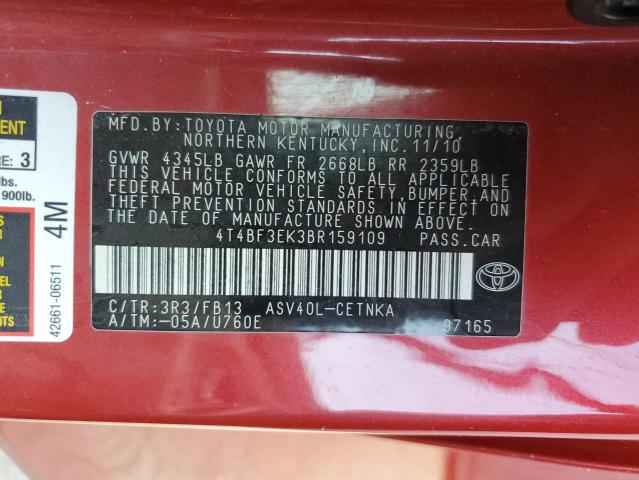 MFD. BY: TOYOTA MOTOR MANUFACTURING,
NORTHERN KENTUCKY, INC. 11/10
GVWR 4345LB GAWR FR 2668LB RR 2359LB
THIS VEHICLE CONFORMS TO ALL APPLICABLE
FEDERAL MOTOR VEHICLE SAFETY, BUMPER, AND
THEFT PREVENTION STANDARDS IN EFFECT ON
THE DATE OF MANUFACTURE SHOWN ABOVE.
4T4BF3EK3BR159109 PASS.CAR
C/TR: 3R3/FB13 ASV40L-CETNKA
A/TM: -05A/U760E 97165
3
lbs.
900lb.
4M
42661-06511